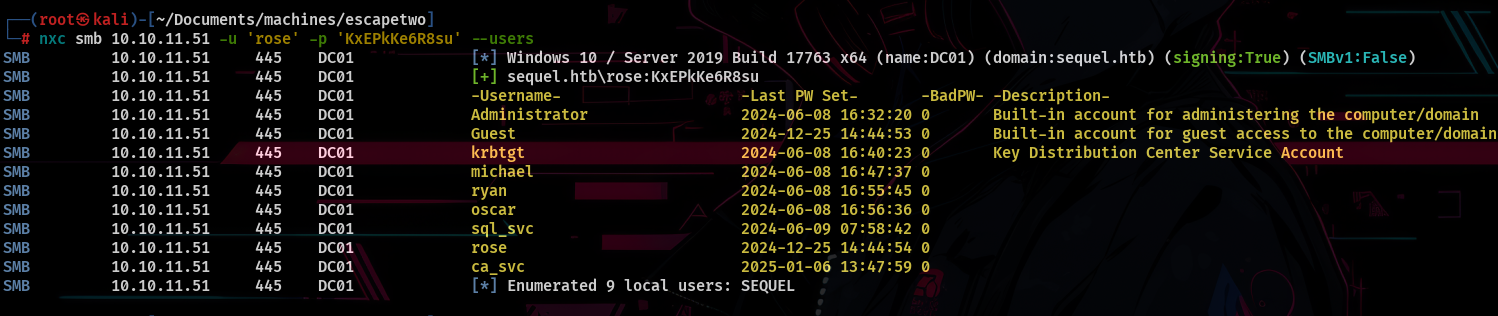 ┌──(root㉿kali)-[~/Documents/machines/escapetwo]
└─# nxc smb 10.10.11.51 -u 'rose' -p 'KxEPkKe6R8su' --users
SMB 10.10.11.51 445 DC01 [*] Windows 10 / Server 2019 Build 17763 x64 (name:DC01) (domain:sequel.htb) (signing:True) (SMBv1:False)
SMB 10.10.11.51 445 DC01 [+] sequel.htb\rose:KxEPkKe6R8su
SMB 10.10.11.51 445 DC01 -Username- -Last PW Set- -BadPW- -Description-
SMB 10.10.11.51 445 DC01 Administrator 2024-06-08 16:32:20 0 Built-in account for administering the computer/domain
SMB 10.10.11.51 445 DC01 Guest 2024-12-25 14:44:53 0 Built-in account for guest access to the computer/domain
SMB 10.10.11.51 445 DC01 krbtgt 2024-06-08 16:40:23 0 Key Distribution Center Service Account
SMB 10.10.11.51 445 DC01 michael 2024-06-08 16:47:37 0
SMB 10.10.11.51 445 DC01 ryan 2024-06-08 16:55:45 0
SMB 10.10.11.51 445 DC01 oscar 2024-06-08 16:56:36 0
SMB 10.10.11.51 445 DC01 sql_svc 2024-06-09 07:58:42 0
SMB 10.10.11.51 445 DC01 rose 2024-12-25 14:44:54 0
SMB 10.10.11.51 445 DC01 ca_svc 2025-01-06 13:47:59 0
SMB 10.10.11.51 445 DC01 [*] Enumerated 9 local users: SEQUEL